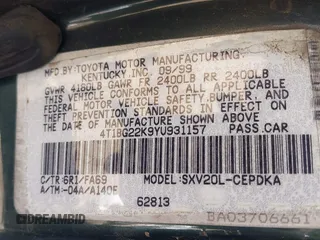 MFD.BY:TOYOTA MOTOR MANUFACTURING,
KENTUCKY,INC. 09/99
GVWR 4180LB GAWR FR 2400LB RR 2400LB
THIS VEHICLE CONFORMS TO ALL APPLICABLE
FEDERAL MOTOR VEHICLE SAFETY, BUMPER, AND
THEFT PREVENTION STANDARDS IN EFFECT ON
THE DATE OF MANUFACTURE SHOWN ABOVE.
4T1BG22K9YU931157 PASS.CAR
C/TR:6R1/FA69 MODEL:SXV20L-CEPDKA
A/TM:-04A/A140E
62813
BA03706661
DREAMBID